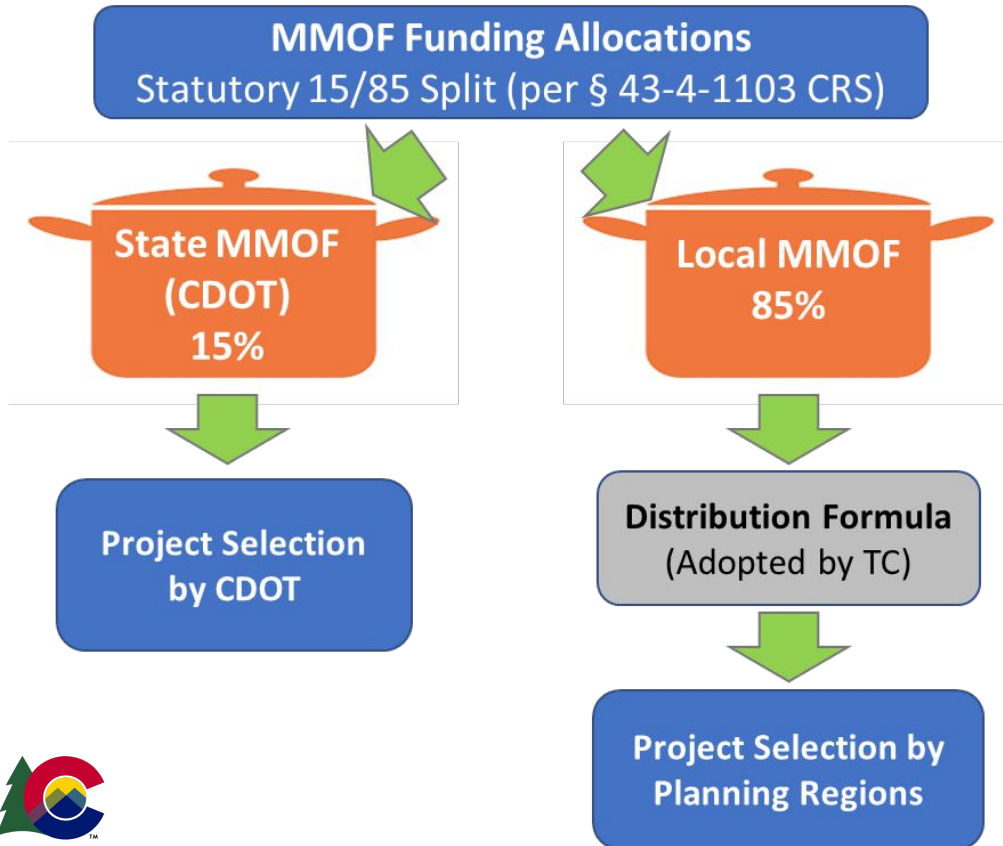 MMOF Funding Allocations
Statutory 15/85 Split (per § 43-4-1103 CRS)
State MMOF
(CDOT)
15%
Local MMOF
85%
Project Selection
by CDOT
Distribution Formula
(Adopted by TC)
Project Selection by
Planning Regions
TM